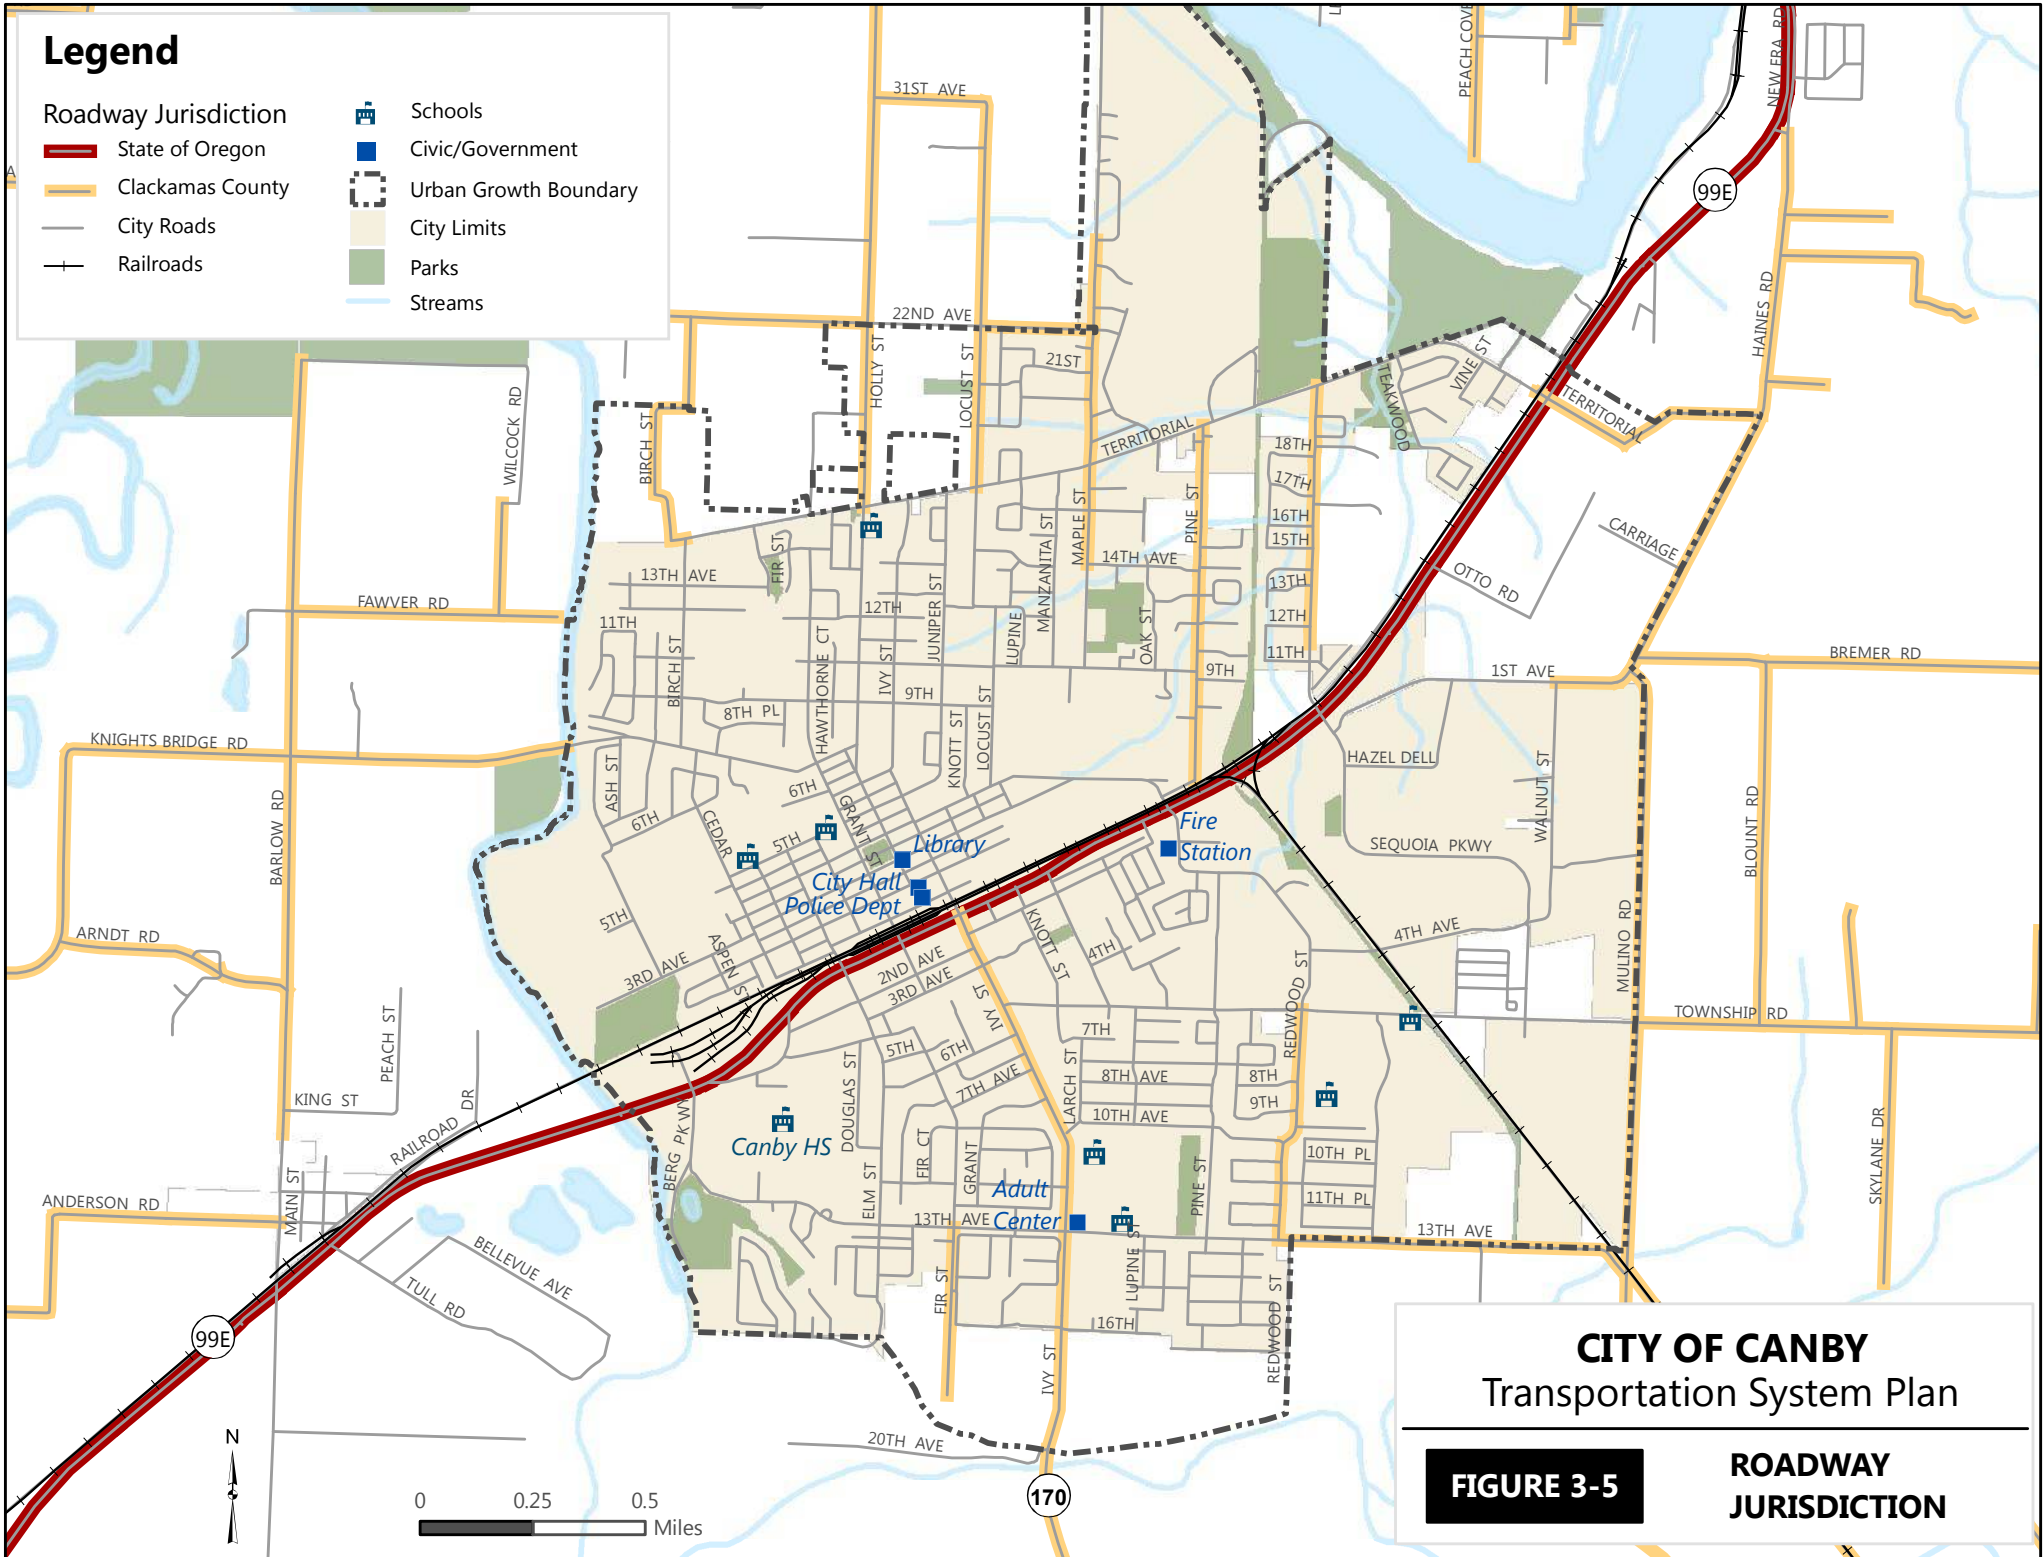 Legend
Roadway Jurisdiction
State of Oregon
Clackamas County
City Roads
Railroads
Schools
Civic/Government
Urban Growth Boundary
City Limits
Parks
Streams
31ST AVE
PEACH COVE
NEW ERA RD
99E
22ND AVE
HOLLY ST
LOCUST ST
21ST
HAINES RD
VINE ST
TEAKWOOD
TERRITORIAL
TERRITORIAL
WILCOCK RD
BIRCH ST
18TH
17TH
16TH
15TH
PINE ST
MAPLE ST
MANZANITA ST
14TH AVE
CARRIAGE
OTTO RD
FIR ST
13TH AVE
JUNIPER ST
12TH
13TH
12TH
11TH
OAK ST
LUPINE
FAWVER RD
11TH
BIRCH ST
HAWTHORNE CT
IVY ST
9TH
9TH
1ST AVE
BREMER RD
8TH PL
KNOTT ST
LOCUST ST
KNIGHTS BRIDGE RD
HAZEL DELL
WALNUT ST
ASH ST
6TH
6TH
CEDAR
5TH
GRANT ST
Library
City Hall
Police Dept
Fire
Station
SEQUOIA PKWY
BARLOW RD
BLOUNT RD
5TH
ARNDT RD
3RD AVE
ASPEN ST
2ND AVE
3RD AVE
KNOTT ST
4TH
4TH AVE
MULINO RD
IVY ST
REDWOOD ST
TOWNSHIP RD
PEACH ST
KING ST
RAILROAD DR
5TH
6TH
7TH AVE
7TH
8TH AVE
10TH AVE
8TH
9TH
DOUGLAS ST
LARCH ST
BERG PKWY
Canby HS
FIR CT
GRANT
ELM ST
10TH PL
11TH PL
PINE ST
SKYLANE DR
ANDERSON RD
MAIN ST
Adult
Center
13TH AVE
13TH AVE
LUPINE ST
BELLEVUE AVE
TULL RD
FIR ST
16TH
REDWOOD ST
IVY ST
99E
20TH AVE
170
N
0
0.25
0.5
Miles
CITY OF CANBY
Transportation System Plan
FIGURE 3-5
ROADWAY
JURISDICTION